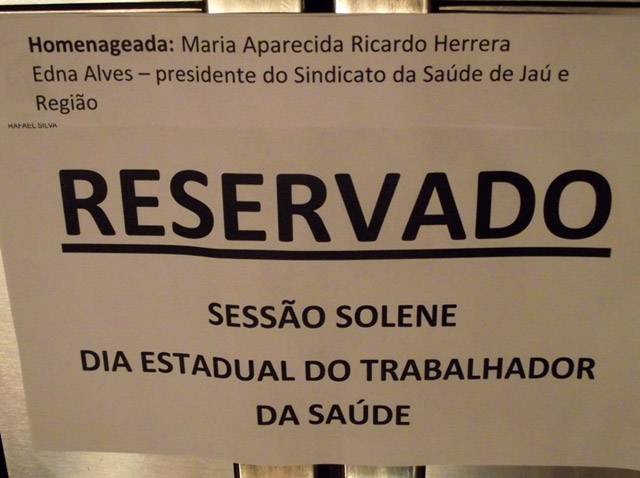 Homenageada: Maria Aparecida Ricardo Herrera
Edna Alves – presidente do Sindicato da Saúde de Jaú e
Região
RAFAEL SILVA
RESERVADO
SESSÃO SOLENE
DIA ESTADUAL DO TRABALHADOR
DA SAÚDE